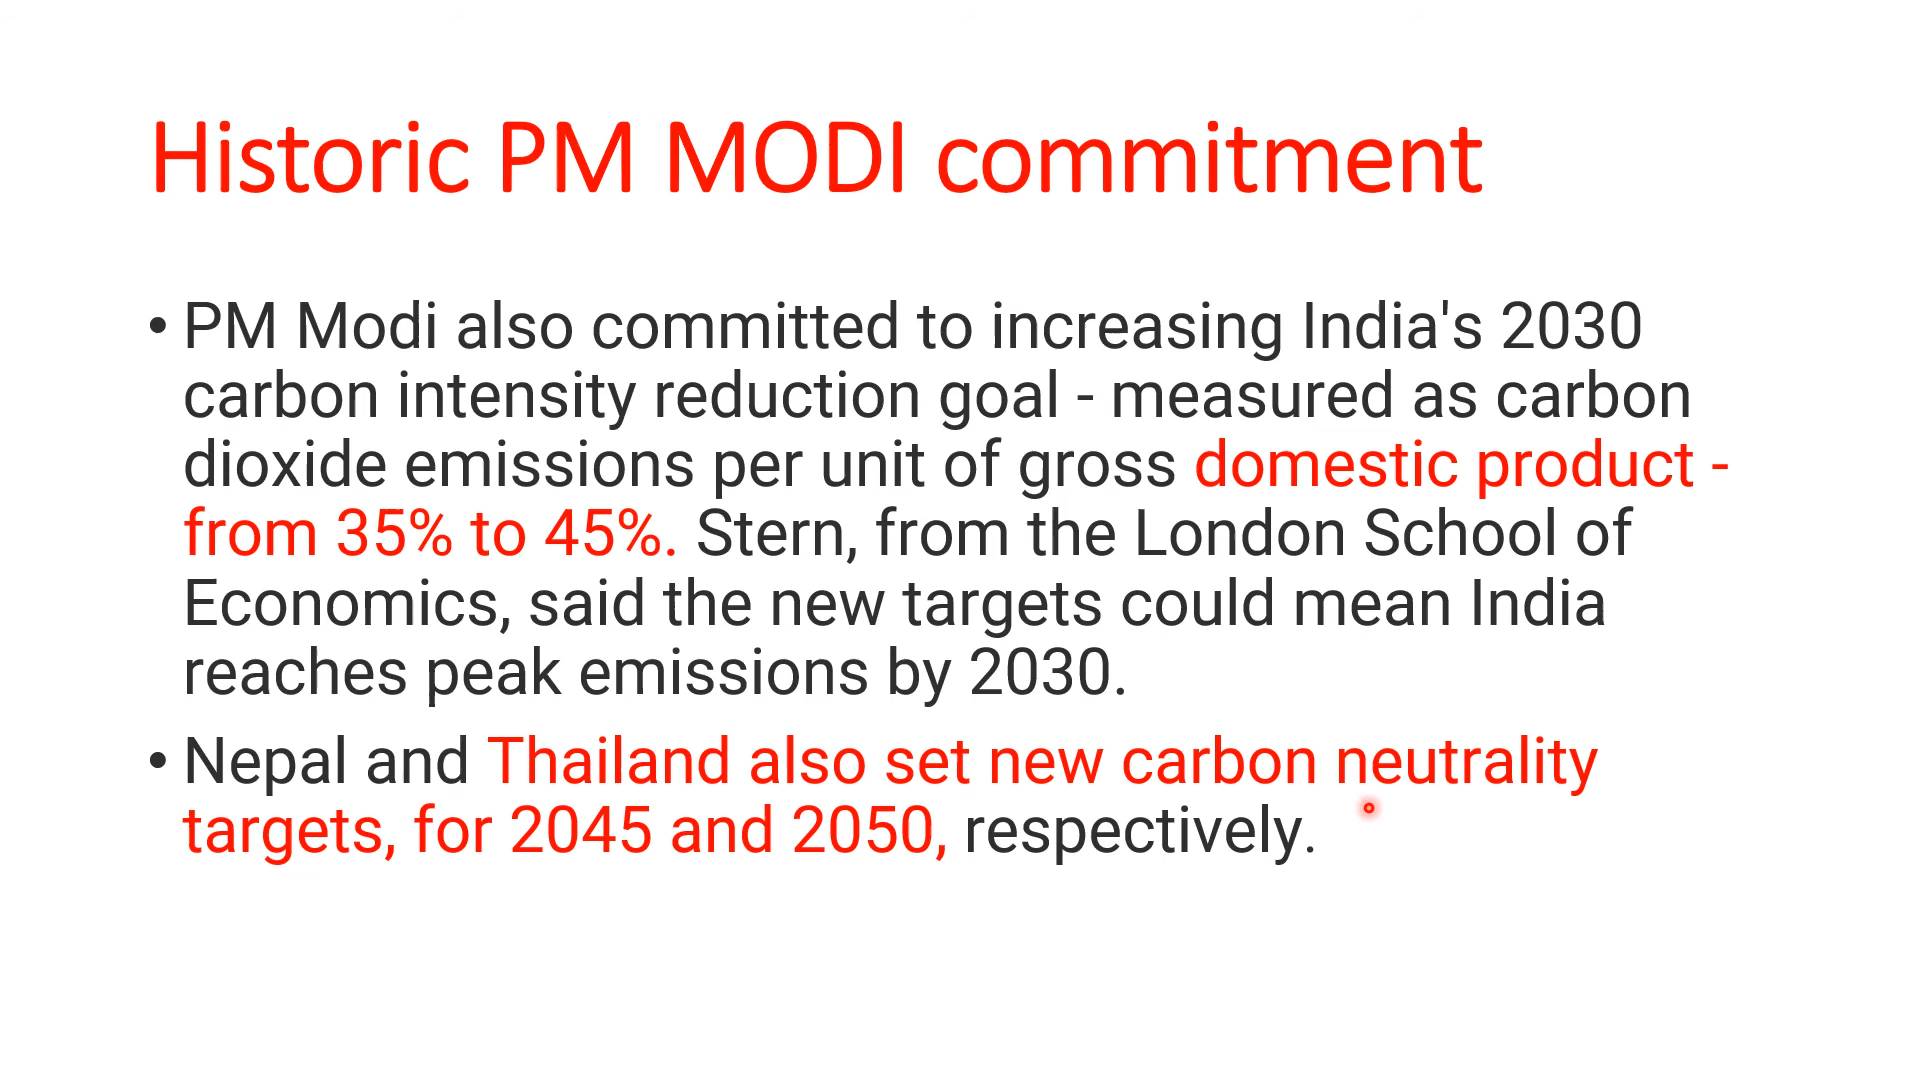 Historic PM MODI commitment
• PM Modi also committed to increasing India's 2030
carbon intensity reduction goal - measured as carbon
dioxide emissions per unit of gross domestic product -
from 35% to 45%. Stern, from the London School of
Economics, said the new targets could mean India
reaches peak emissions by 2030.
• Nepal and Thailand also set new carbon neutrality
targets, for 2045 and 2050, respectively.